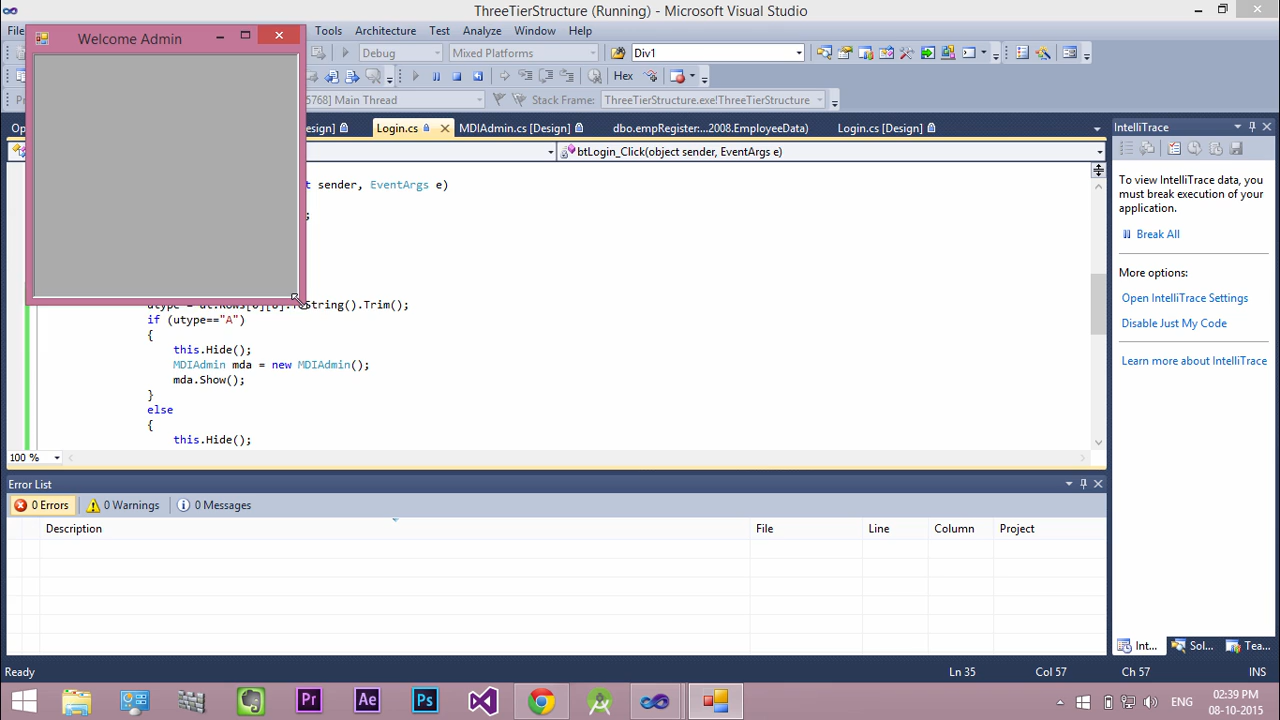 ThreeTierStructure (Running) - Microsoft Visual Studio
Tools Architecture Test Analyze Window Help
Welcome Admin
Debug Mixed Platforms Div1
Hex
5768] Main Thread Stack Frame: ThreeTierStructure.exe!ThreeTierStructure
Login.cs MDIAdmin.cs [Design] dbo.empRegister:...2008.EmployeeData) Login.cs [Design]
btLogin_Click(object sender, EventArgs e)
sender, EventArgs e)
;
String().Trim();
if (utype=="A")
{
this.Hide();
MDIAdmin mda = new MDIAdmin();
mda.Show();
}
else
{
this.Hide();
100 %
IntelliTrace
To view IntelliTrace data, you
must break execution of your
application.
Break All
More options:
Open IntelliTrace Settings
Disable Just My Code
Learn more about IntelliTrace
Int... Sol... Tea...
Error List
0 Errors 0 Warnings 0 Messages
Description File Line Column Project
Ready Ln 35 Col 57 Ch 57 INS
Pr Ae Ps
ENG 02:39 PM
08-10-2015